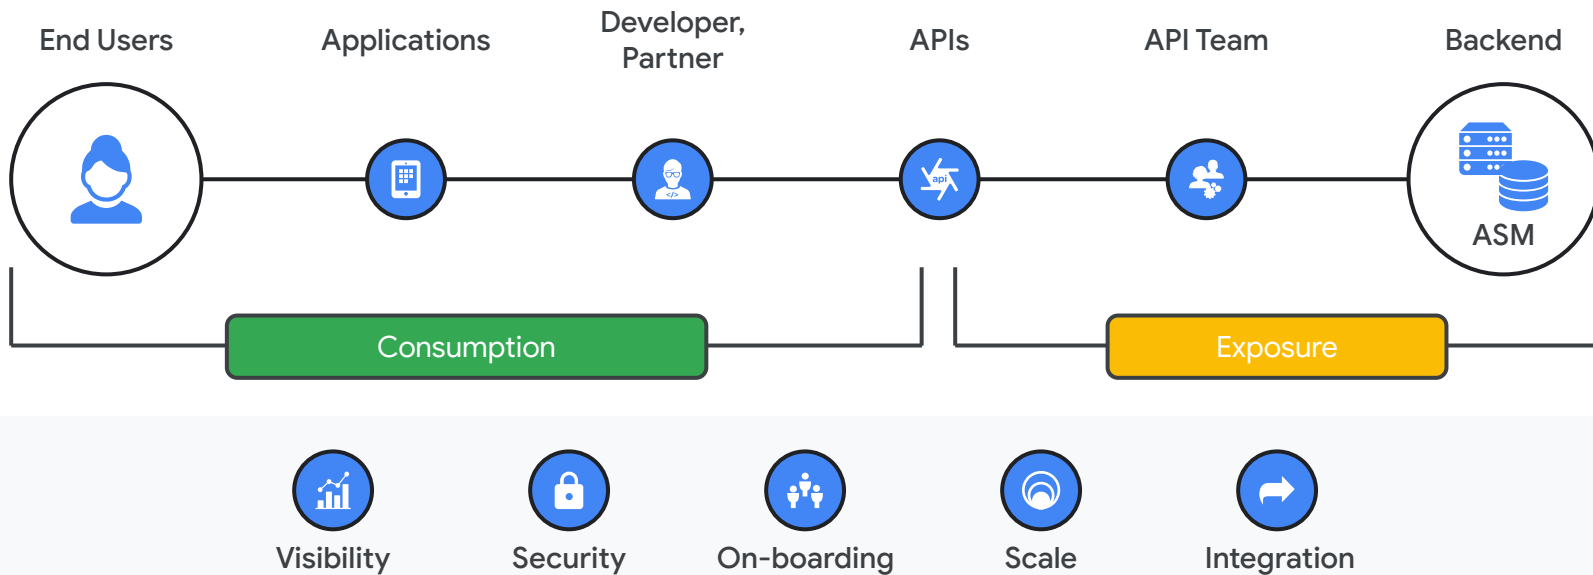 End Users
Applications
Developer,
Partner
APIs
API Team
Backend
</>
api
ASM
Consumption
Exposure
Visibility
Security
On-boarding
Scale
Integration